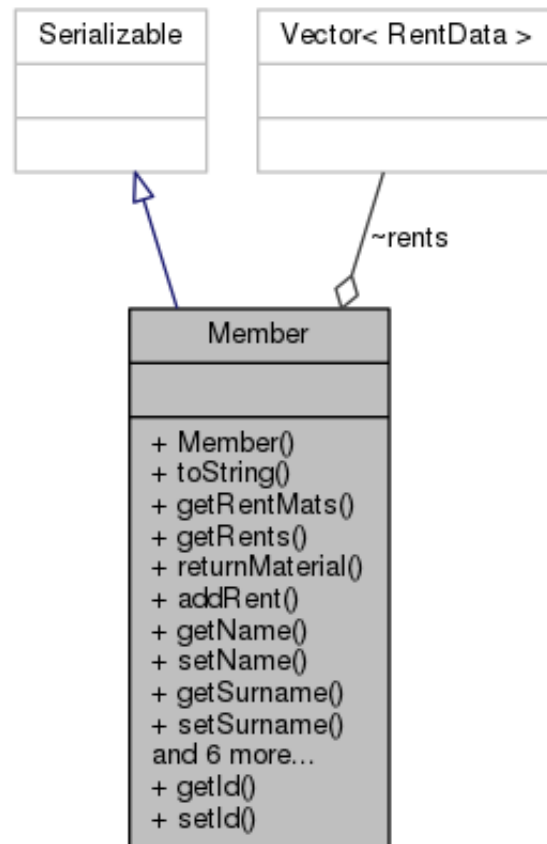 Serializable
Vector< RentData >
~rents
Member
+ Member()
+ toString()
+ getRentMats()
+ getRents()
+ returnMaterial()
+ addRent()
+ getName()
+ setName()
+ getSurname()
+ setSurname()
and 6 more...
+ getId()
+ setId()